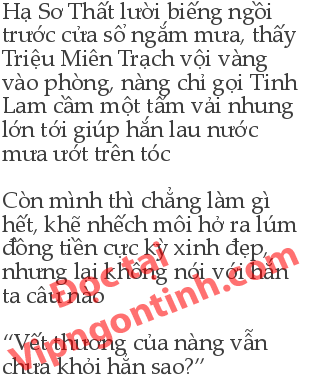 Hạ Sơ Thất lười biếng ngồi
trước cửa sổ ngắm mưa, thấy
Triệu Miên Trạch vội vàng
vào phòng, nàng chỉ gọi Tinh
Lam cầm một tấm vải nhung
lớn tới giúp hắn lau nước
mưa ướt trên tóc
Còn mình thì chẳng làm gì
hết, khẽ nhếch môi hở ra lúm
đồng tiền cực kỳ xinh đẹp,
nhưng lại không nói với hắn
ta câu nào
Đọc tại
Vipngontinh.com
“Vết thương của nàng vẫn
chưa khỏi hẳn sao?”